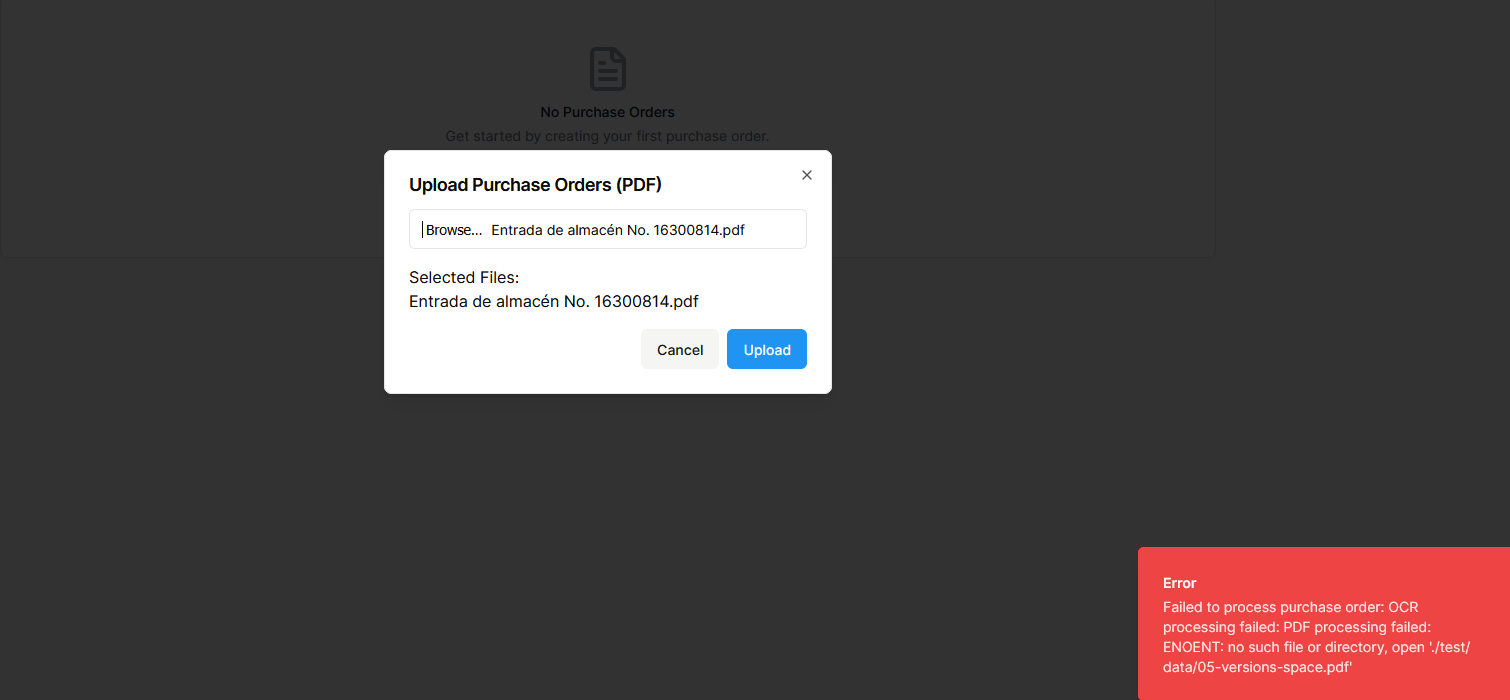 No Purchase Orders
Get started by creating your first purchase order.
Upload Purchase Orders (PDF)
Browse... Entrada de almacén No. 16300814.pdf
Selected Files:
Entrada de almacén No. 16300814.pdf
Cancel Upload
Error
Failed to process purchase order: OCR
processing failed: PDF processing failed:
ENOENT: no such file or directory, open './test/
data/05-versions-space.pdf'